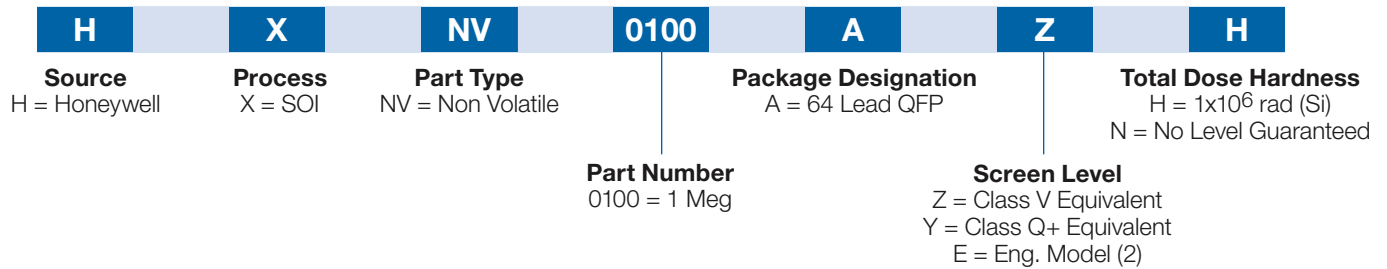 H X NV 0100 A Z H
Source
H = Honeywell
Process
X = SOI
Part Type
NV = Non Volatile
Package Designation
A = 64 Lead QFP
Total Dose Hardness
H = 1x10⁶ rad (Si)
N = No Level Guaranteed
Part Number
0100 = 1 Meg
Screen Level
Z = Class V Equivalent
Y = Class Q+ Equivalent
E = Eng. Model (2)